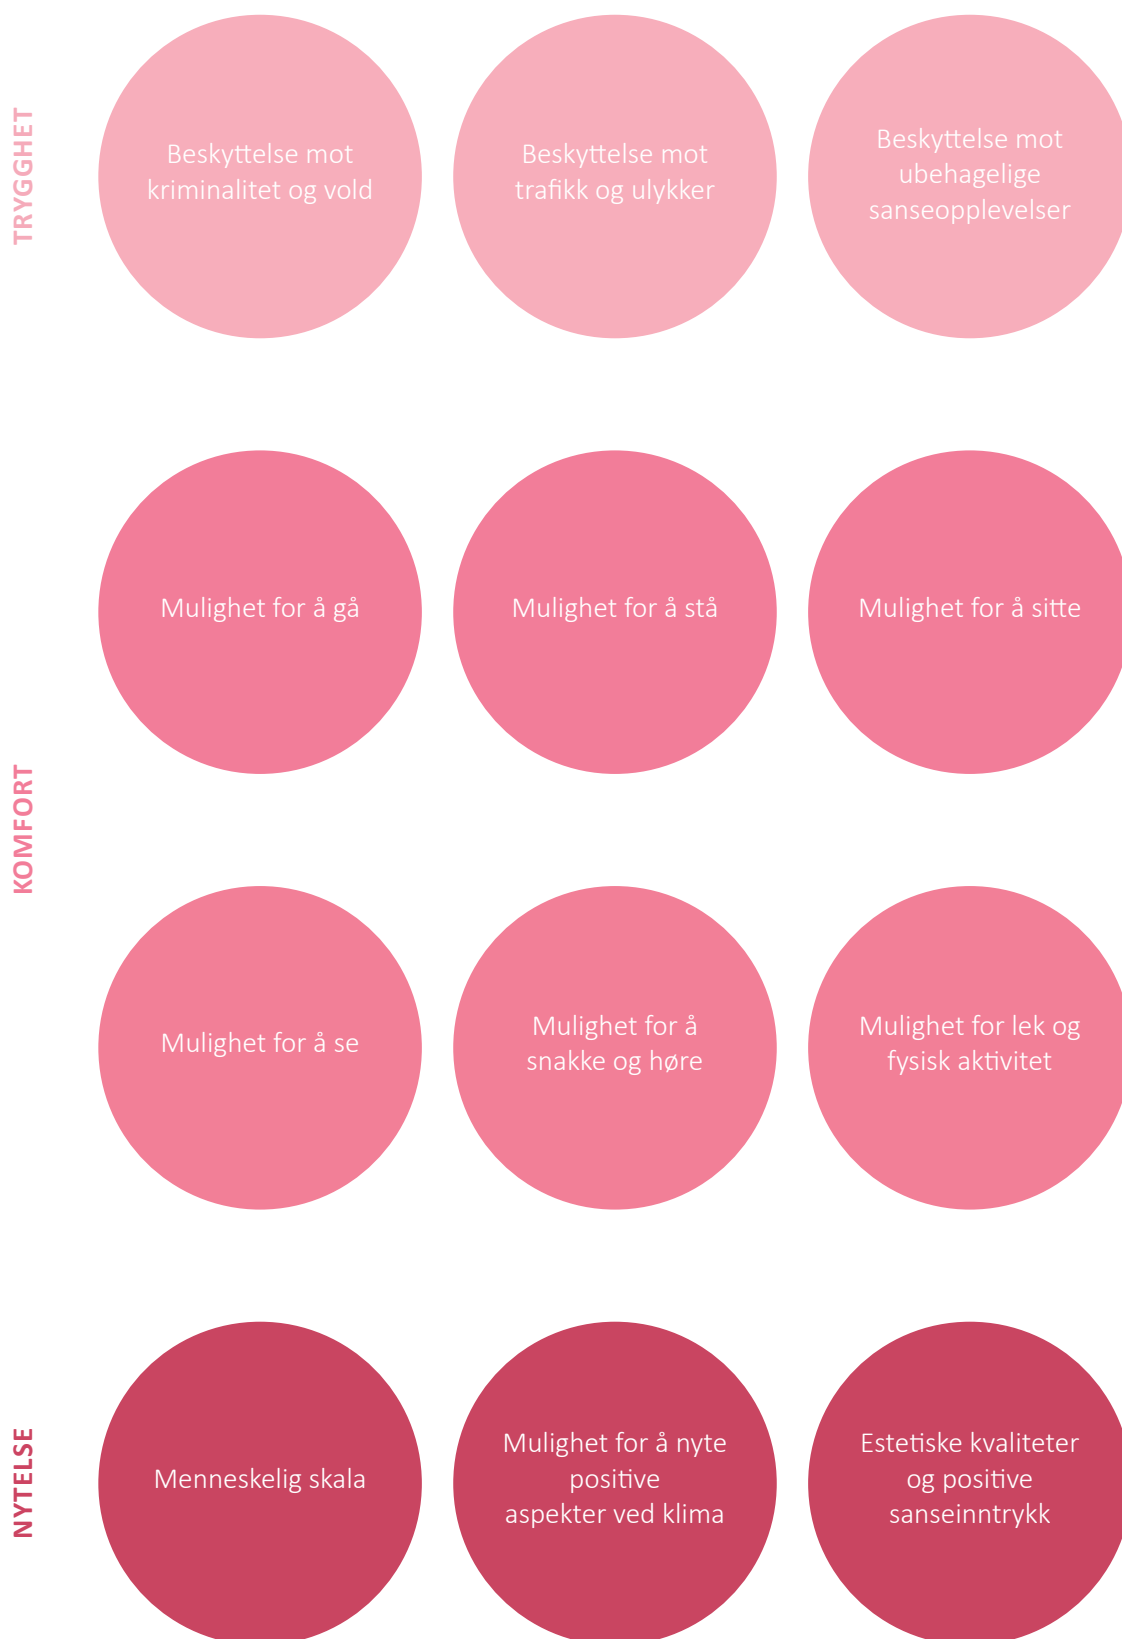 TRYGGHET
Beskyttelse mot
kriminalitet og vold
Beskyttelse mot
trafikk og ulykker
Beskyttelse mot
ubehagelige
sanseopplevelser
KOMFORT
Mulighet for å gå
Mulighet for å stå
Mulighet for å sitte
Mulighet for å se
Mulighet for å
snakke og høre
Mulighet for lek og
fysisk aktivitet
NYTELSE
Menneskelig skala
Mulighet for å nyte
positive
aspekter ved klima
Estetiske kvaliteter
og positive
sanseinntrykk